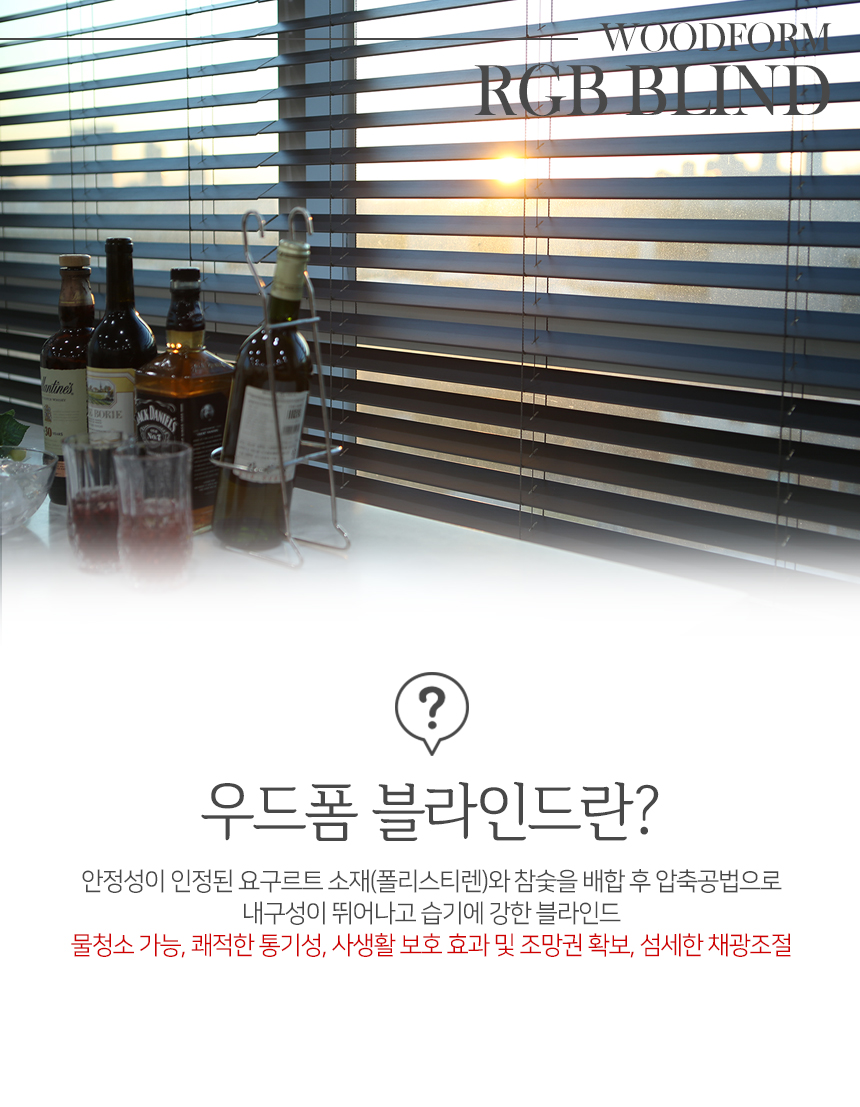 WOODFORM
RGB BLIND
JACK DANIEL'S
?
우드폼 블라인드란?
안정성이 인정된 요구르트 소재(폴리스티렌)와 참숯을 배합 후 압축공법으로
내구성이 뛰어나고 습기에 강한 블라인드
물청소 가능, 쾌적한 통기성, 사생활 보호 효과 및 조망권 확보, 섬세한 채광조절